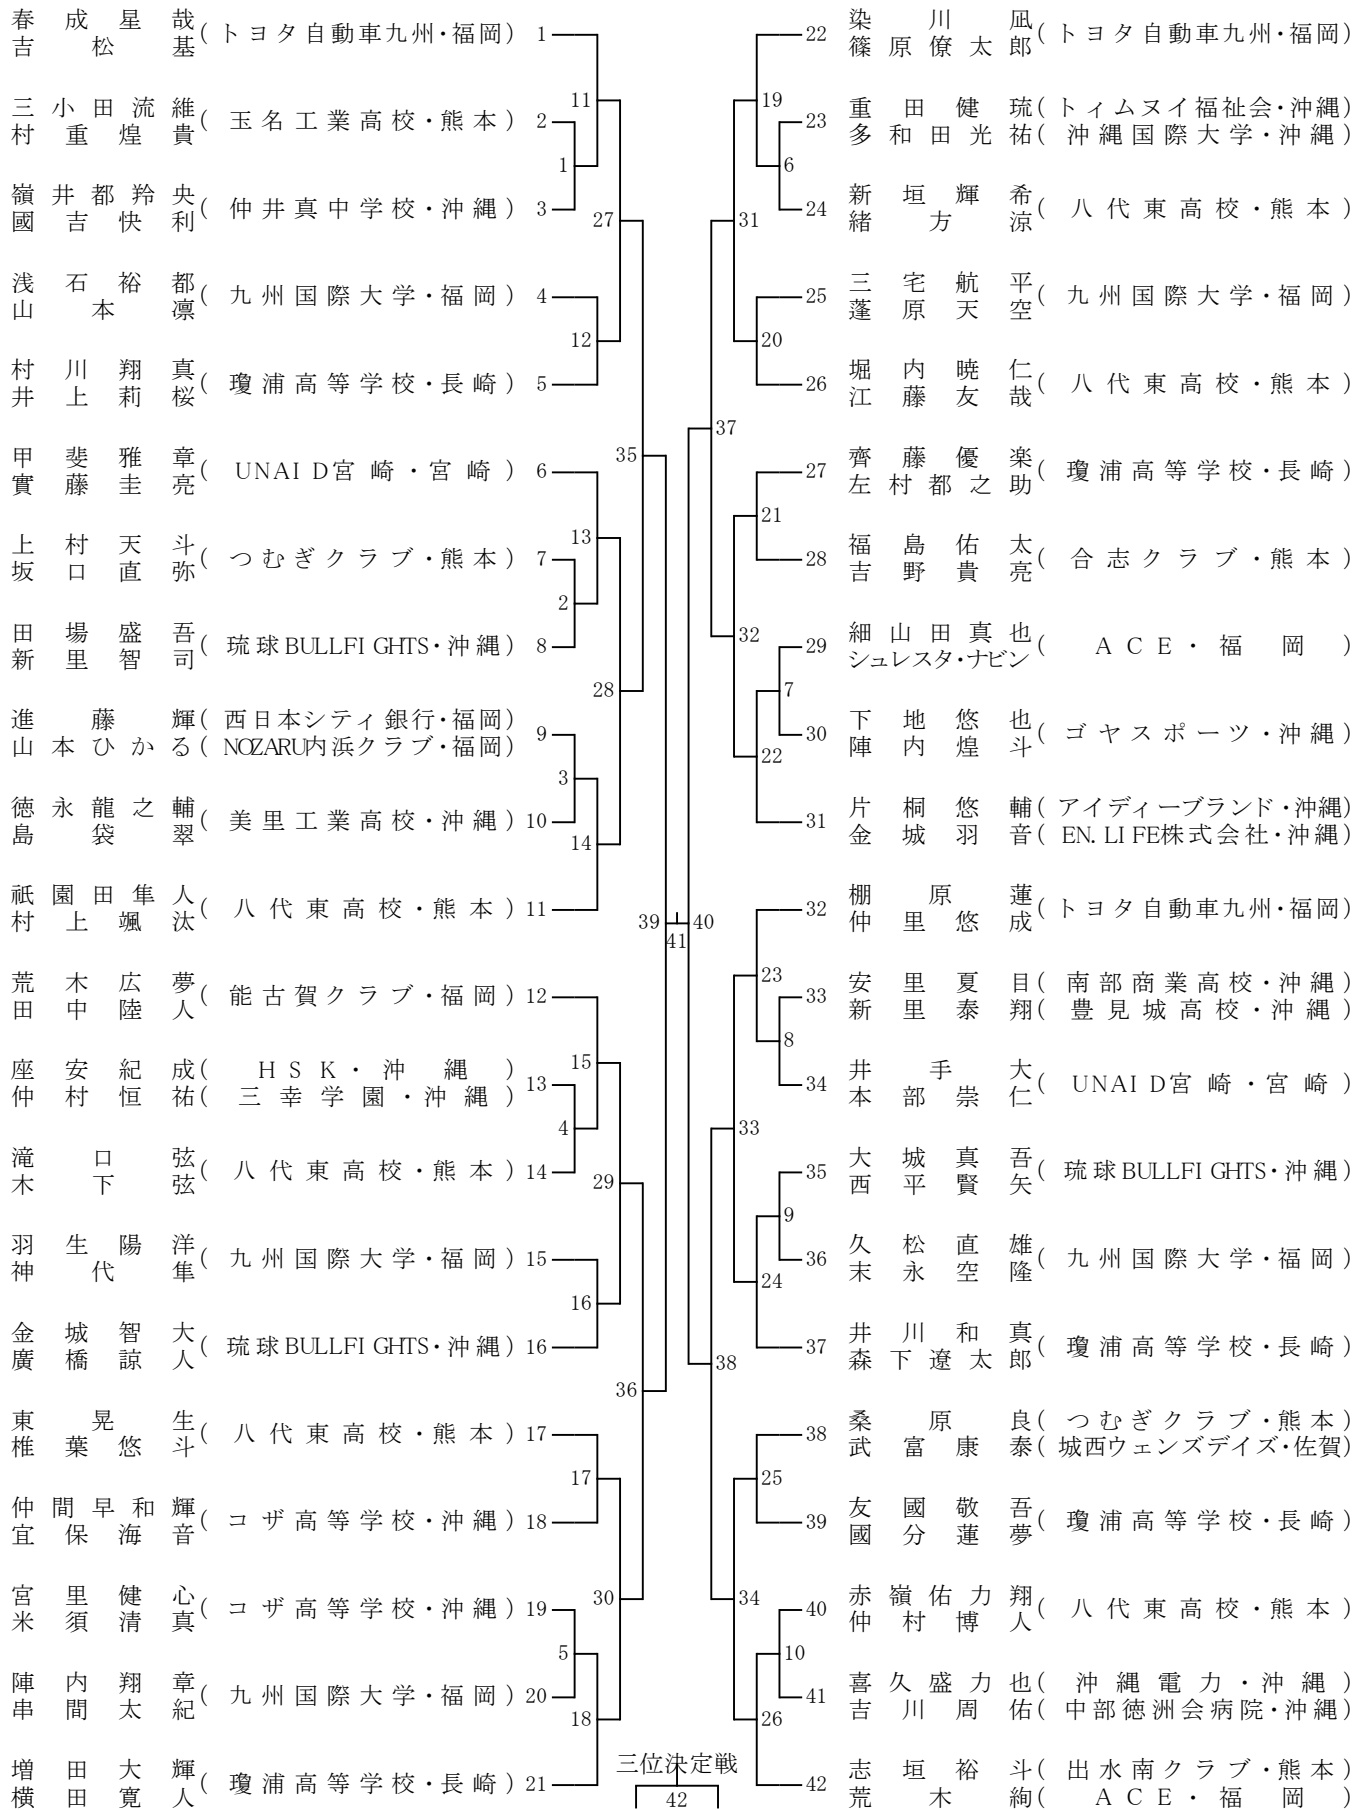 春成星哉
吉松基 (トヨタ自動車九州・福岡) 1
三小田流維
村重煌貴 (玉名工業高校・熊本) 2
嶺井都羚央
國吉快利 (仲井真中学校・沖縄) 3
浅石裕都
山本凛 (九州国際大学・福岡) 4
村川翔真
井上莉桜 (瓊浦高等学校・長崎) 5
甲斐雅章
實藤圭亮 (UNAID宮崎・宮崎) 6
上村天斗
坂口直弥 (つむぎクラブ・熊本) 7
田場盛吾
新里智司 (琉球BULLFIGHTS・沖縄) 8
進藤輝 (西日本シティ銀行・福岡)
山本ひかる (NOZARU内浜クラブ・福岡) 9
徳永龍之輔
島袋翠 (美里工業高校・沖縄) 10
祇園田隼人
村上颯汰 (八代東高校・熊本) 11
荒木広夢
田中陸人 (能古賀クラブ・福岡) 12
座安紀成 (HSK・沖縄)
仲村恒祐 (三幸学園・沖縄) 13
滝口弦
木下弦 (八代東高校・熊本) 14
羽生陽洋
神代隼 (九州国際大学・福岡) 15
金城智大
廣橋諒人 (琉球BULLFIGHTS・沖縄) 16
東晃生
椎葉悠斗 (八代東高校・熊本) 17
仲間早和輝
宜保海音 (コザ高等学校・沖縄) 18
宮里健心
米須清真 (コザ高等学校・沖縄) 19
陣内翔章
串間太紀 (九州国際大学・福岡) 20
増田大輝
横田寛人 (瓊浦高等学校・長崎) 21
11
1
27
12
35
13
2
28
3
14
39
15
4
29
16
36
17
30
5
18
41
40
三位決定戦
42
19
6
31
20
37
21
32
7
22
23
8
33
9
24
38
25
34
10
26
22 染川凪
篠原僚太郎 (トヨタ自動車九州・福岡)
23 重田健琉 (トィムヌイ福祉会・沖縄)
多和田光祐 (沖縄国際大学・沖縄)
24 新垣輝希
緒方涼 (八代東高校・熊本)
25 三宅航平
蓬原天空 (九州国際大学・福岡)
26 堀内暁仁
江藤友哉 (八代東高校・熊本)
27 齊藤優楽
左村都之助 (瓊浦高等学校・長崎)
28 福島佑太
吉野貴亮 (合志クラブ・熊本)
29 細山田真也
シュレスタ・ナビン (ACE・福岡)
30 下地悠也
陣内煌斗 (ゴヤスポーツ・沖縄)
31 片桐悠輔 (アイディーブランド・沖縄)
金城羽音 (EN.LIFE株式会社・沖縄)
32 棚原蓮
仲里悠成 (トヨタ自動車九州・福岡)
33 安里夏目 (南部商業高校・沖縄)
新里泰翔 (豊見城高校・沖縄)
34 井手大
本部崇仁 (UNAID宮崎・宮崎)
35 大城真吾
西平賢矢 (琉球BULLFIGHTS・沖縄)
36 久松直雄
末永空隆 (九州国際大学・福岡)
37 井川和真
森下遼太郎 (瓊浦高等学校・長崎)
38 桑原良 (つむぎクラブ・熊本)
武富康泰 (城西ウェンズデイズ・佐賀)
39 友國敬吾
國分蓮夢 (瓊浦高等学校・長崎)
40 赤嶺佑力翔
仲村博人 (八代東高校・熊本)
41 喜久盛力也 (沖縄電力・沖縄)
吉川周佑 (中部徳洲会病院・沖縄)
42 志垣裕斗 (出水南クラブ・熊本)
荒木絢 (ACE・福岡)